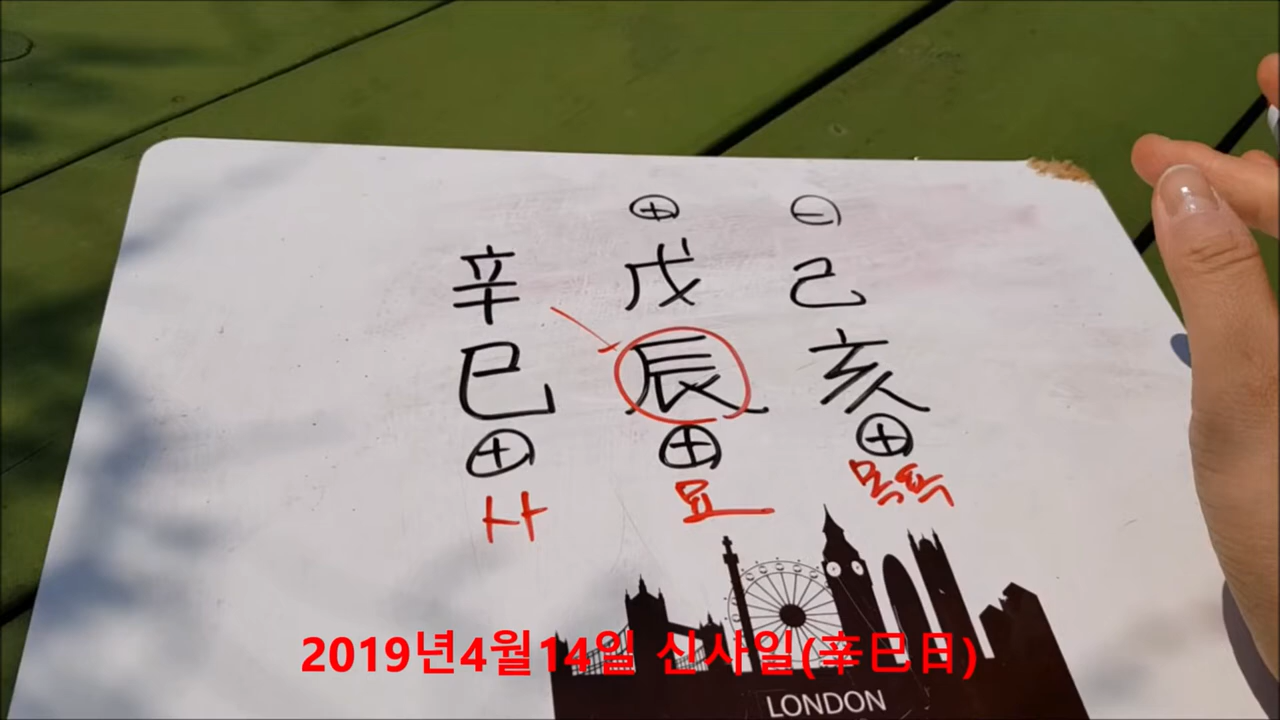 ⊕ ⊖
辛 戊 己
巳 辰 亥
⊕ ⊕ ⊕
사 묘 목욕
2019년4월14일 신사일(辛巳日)
LONDON